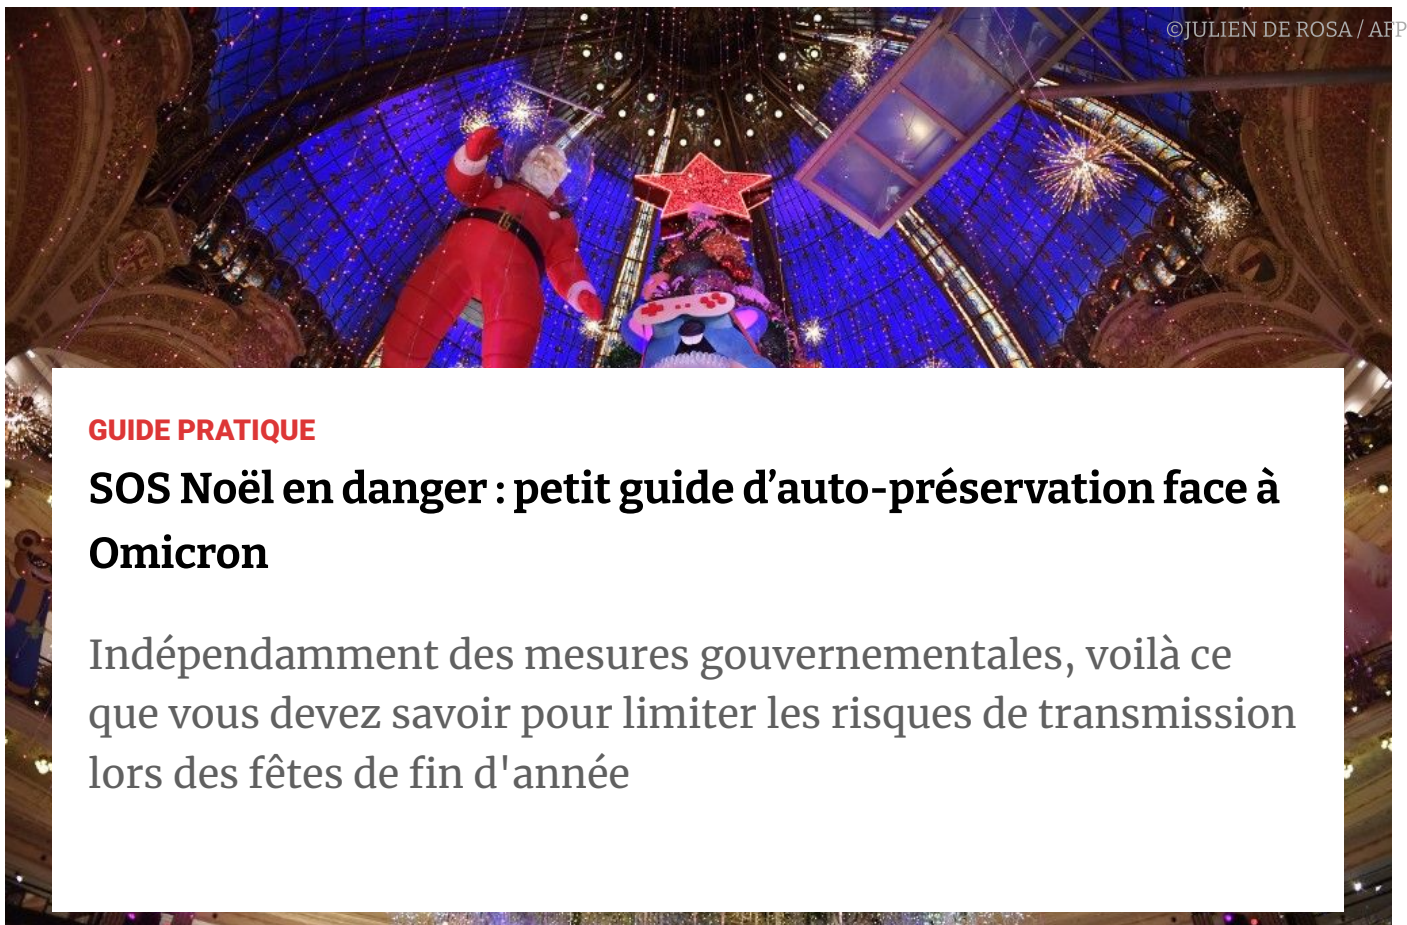 ©JULIEN DE ROSA / AFP
GUIDE PRATIQUE
SOS Noël en danger : petit guide d’auto-préservation face à
Omicron
Indépendamment des mesures gouvernementales, voilà ce
que vous devez savoir pour limiter les risques de transmission
lors des fêtes de fin d'année